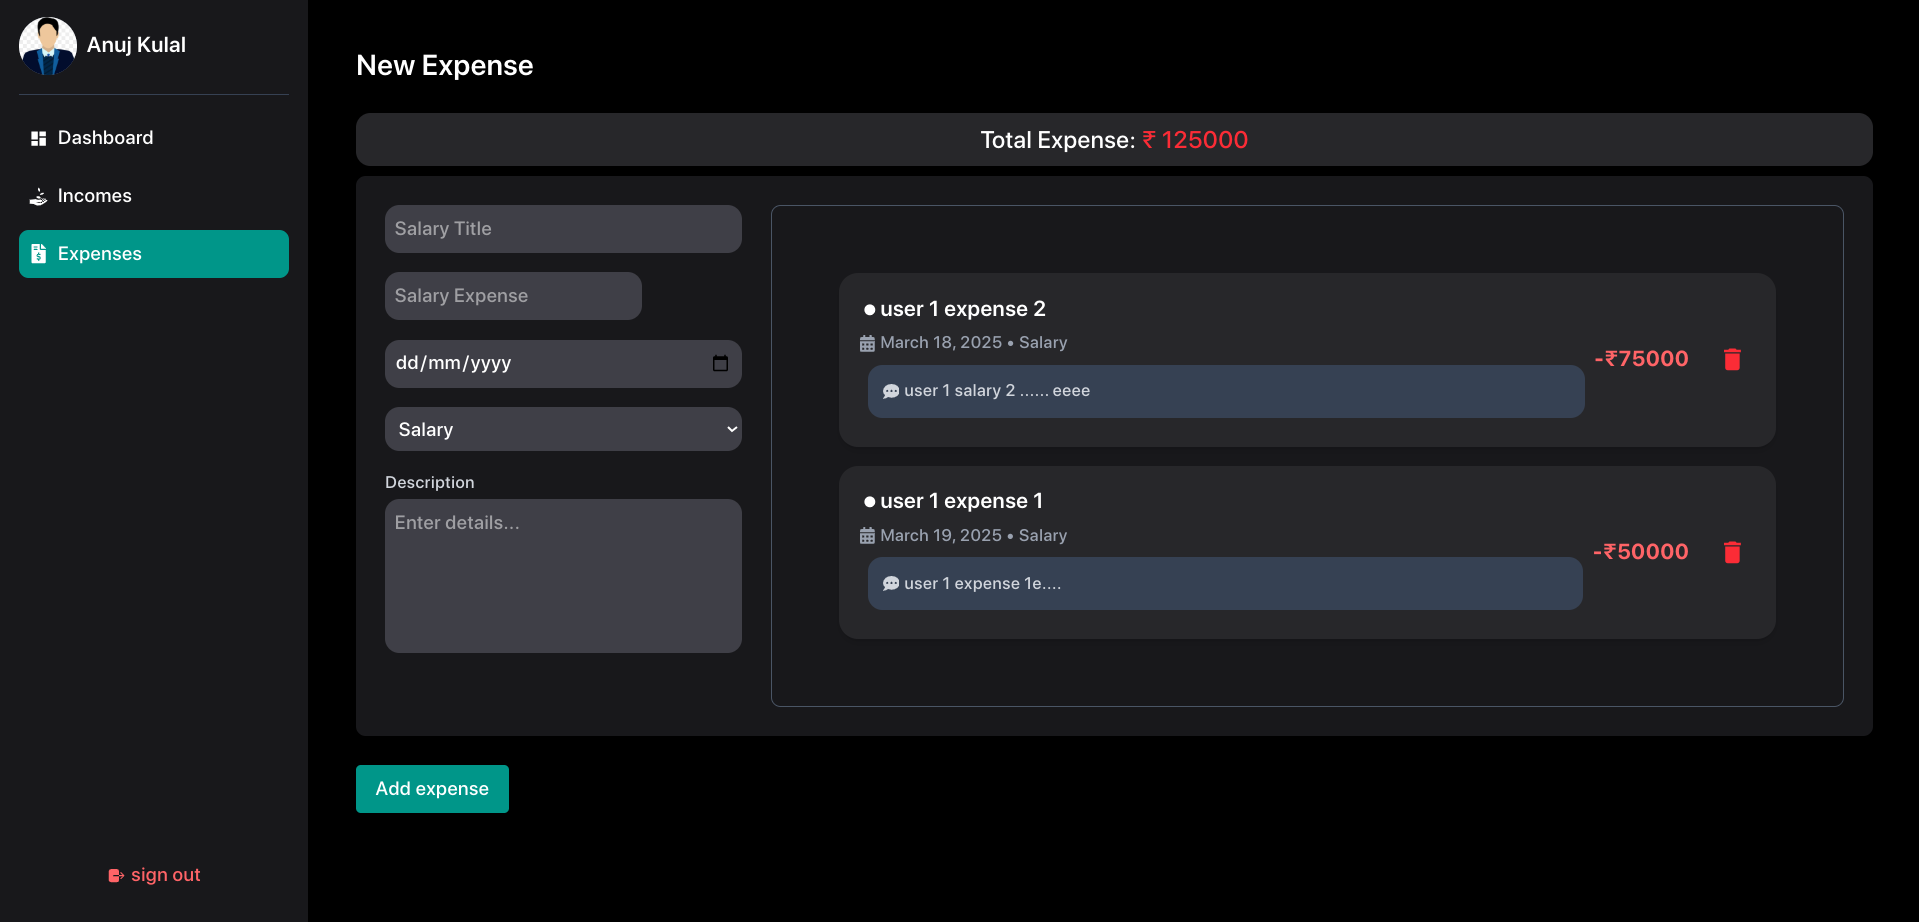 Anuj Kulal
Dashboard
Incomes
Expenses
sign out
New Expense
Total Expense: ₹ 125000
Salary Title
Salary Expense
dd/mm/yyyy
Salary
Description
Enter details...
Add expense
user 1 expense 2
March 18, 2025 • Salary
user 1 salary 2 ...... eeee
-₹75000
user 1 expense 1
March 19, 2025 • Salary
user 1 expense 1e....
-₹50000